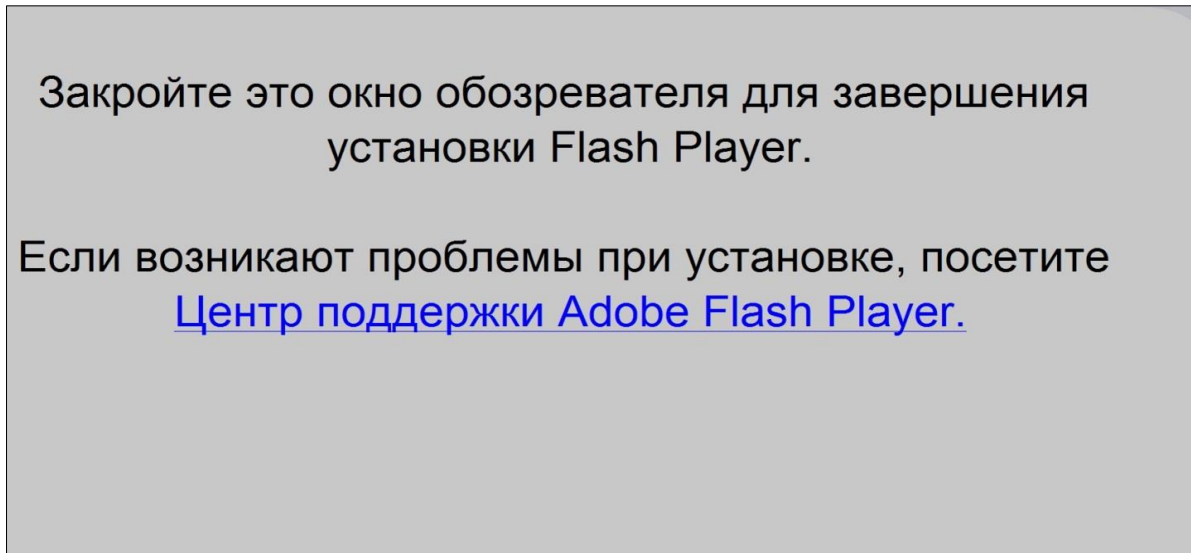 Закройте это окно обозревателя для завершения
установки Flash Player.
Если возникают проблемы при установке, посетите
Центр поддержки Adobe Flash Player.